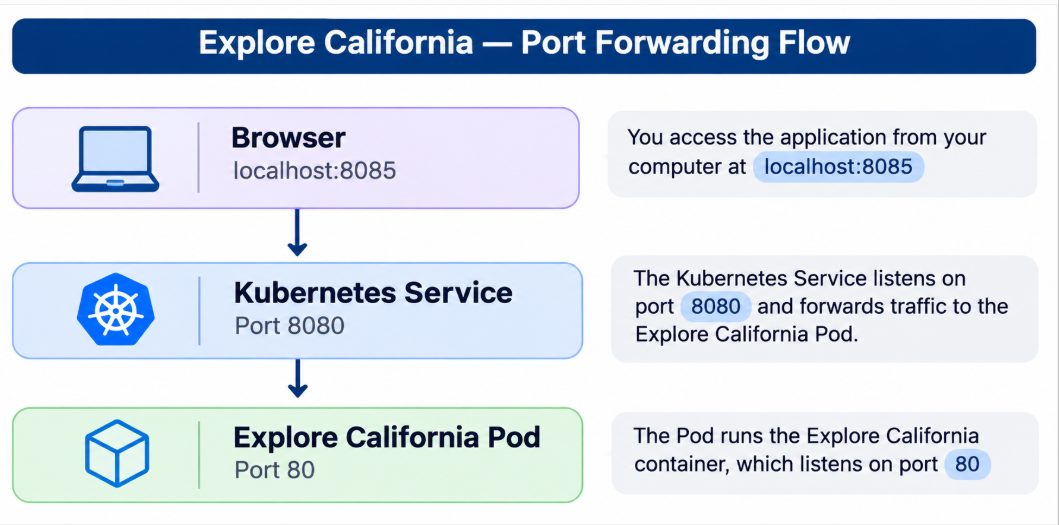 Explore California — Port Forwarding Flow
Browser
localhost:8085
You access the application from your
computer at localhost:8085
Kubernetes Service
Port 8080
The Kubernetes Service listens on
port 8080 and forwards traffic to the
Explore California Pod.
Explore California Pod
Port 80
The Pod runs the Explore California
container, which listens on port 80